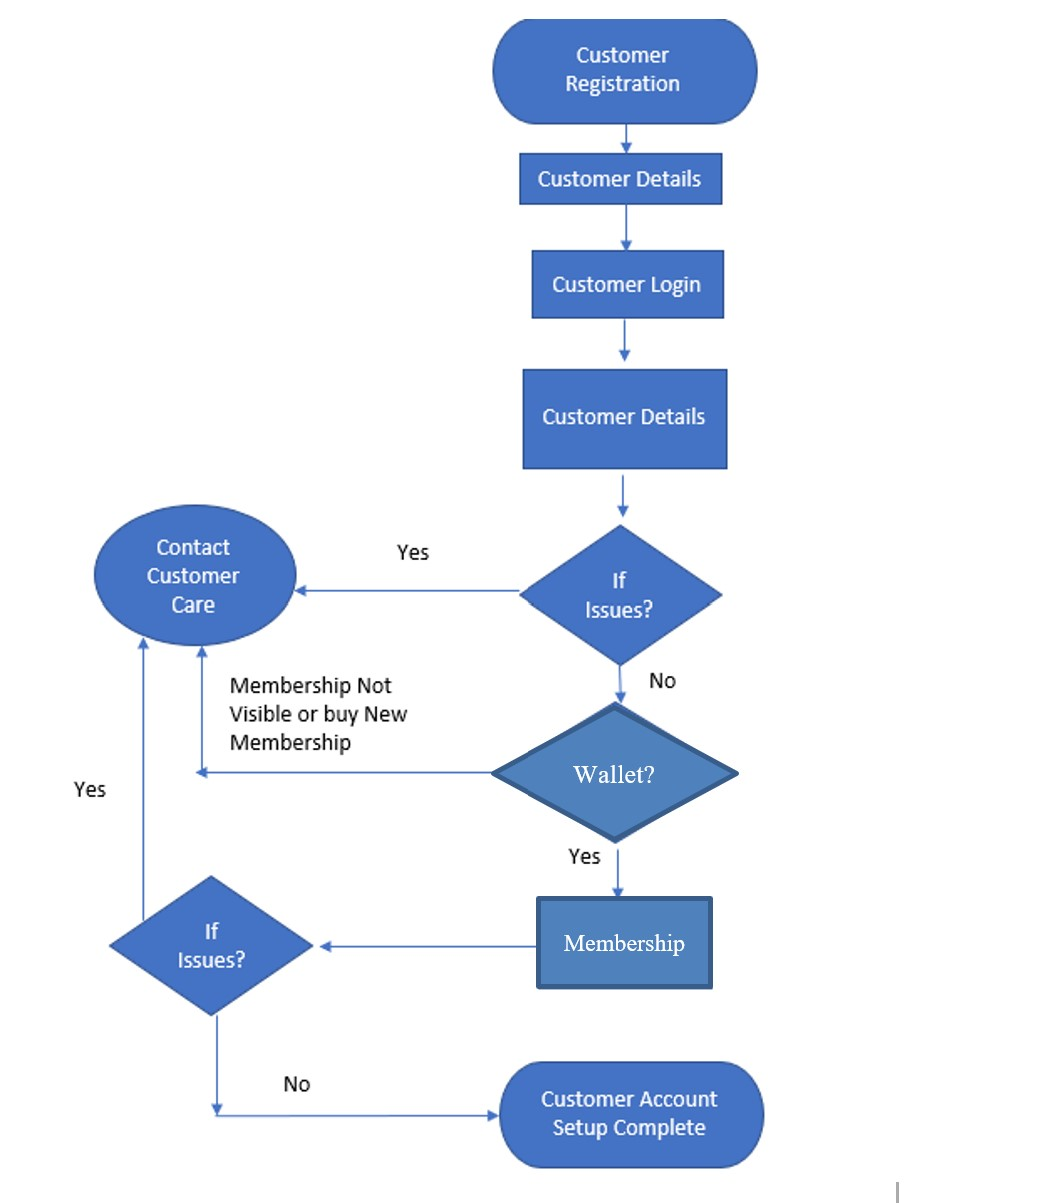 Customer
Registration
Customer Details
Customer Login
Customer Details
If
Issues?
Yes
Contact
Customer
Care
No
Wallet?
Membership Not
Visible or buy New
Membership
Yes
Membership
If
Issues?
Yes
No
Customer Account
Setup Complete